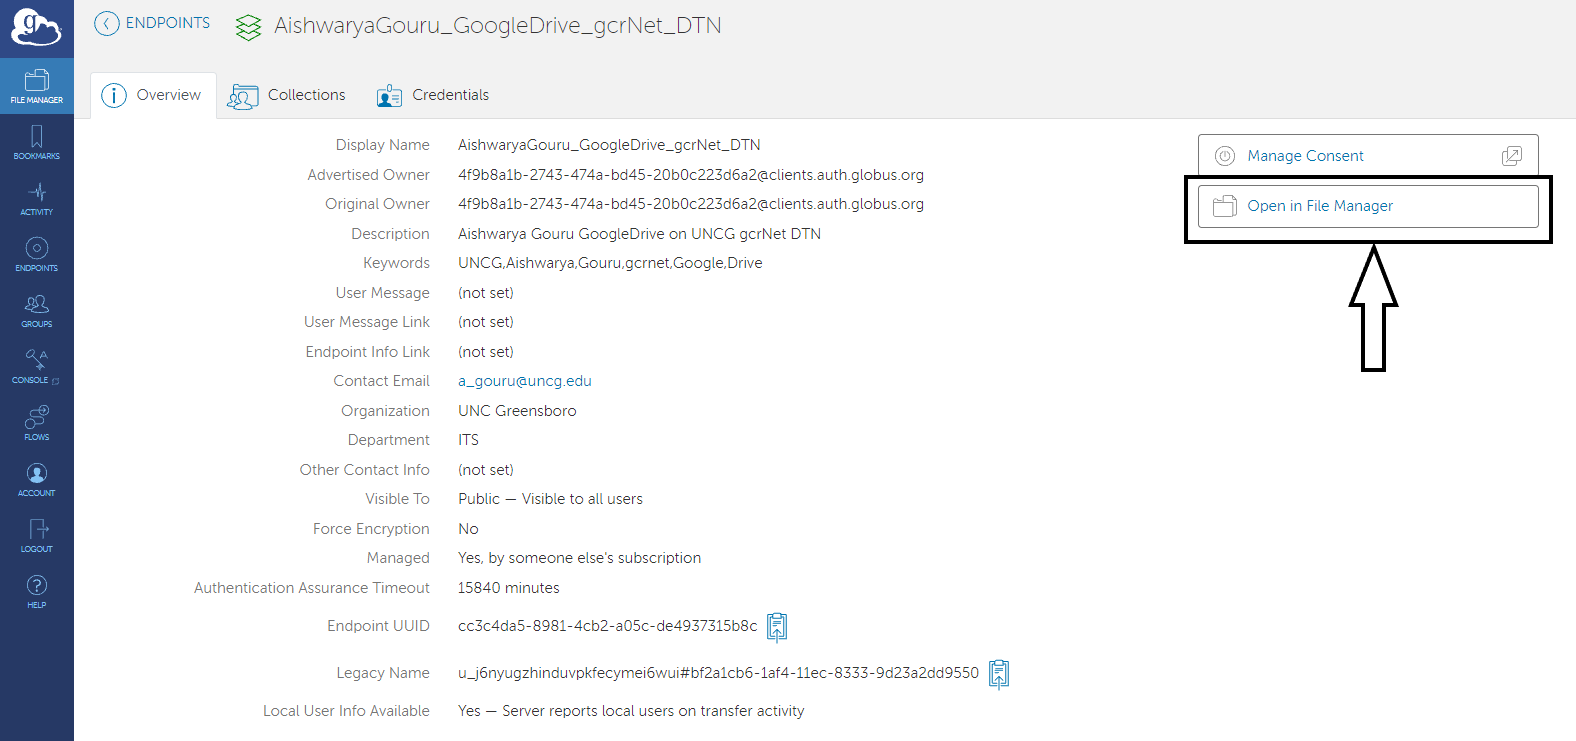 g
ENDPOINTS
AishwaryaGouru_GoogleDrive_gcrNet_DTN
FILE MANAGER
BOOKMARKS
ACTIVITY
ENDPOINTS
GROUPS
CONSOLE
FLOWS
ACCOUNT
LOGOUT
HELP
Overview
Collections
Credentials
Display Name AishwaryaGouru_GoogleDrive_gcrNet_DTN
Advertised Owner 4f9b8a1b-2743-474a-bd45-20b0c223d6a2@clients.auth.globus.org
Original Owner 4f9b8a1b-2743-474a-bd45-20b0c223d6a2@clients.auth.globus.org
Description Aishwarya Gouru GoogleDrive on UNCG gcrNet DTN
Keywords UNCG,Aishwarya,Gouru,gcrnet,Google,Drive
User Message (not set)
User Message Link (not set)
Endpoint Info Link (not set)
Contact Email a_gouru@uncg.edu
Organization UNC Greensboro
Department ITS
Other Contact Info (not set)
Visible To Public — Visible to all users
Force Encryption No
Managed Yes, by someone else's subscription
Authentication Assurance Timeout 15840 minutes
Endpoint UUID cc3c4da5-8981-4cb2-a05c-de4937315b8c
Legacy Name u_j6nyugzhinduvpkfecymei6wui#bf2a1cb6-1af4-11ec-8333-9d23a2dd9550
Local User Info Available Yes — Server reports local users on transfer activity
Manage Consent
Open in File Manager